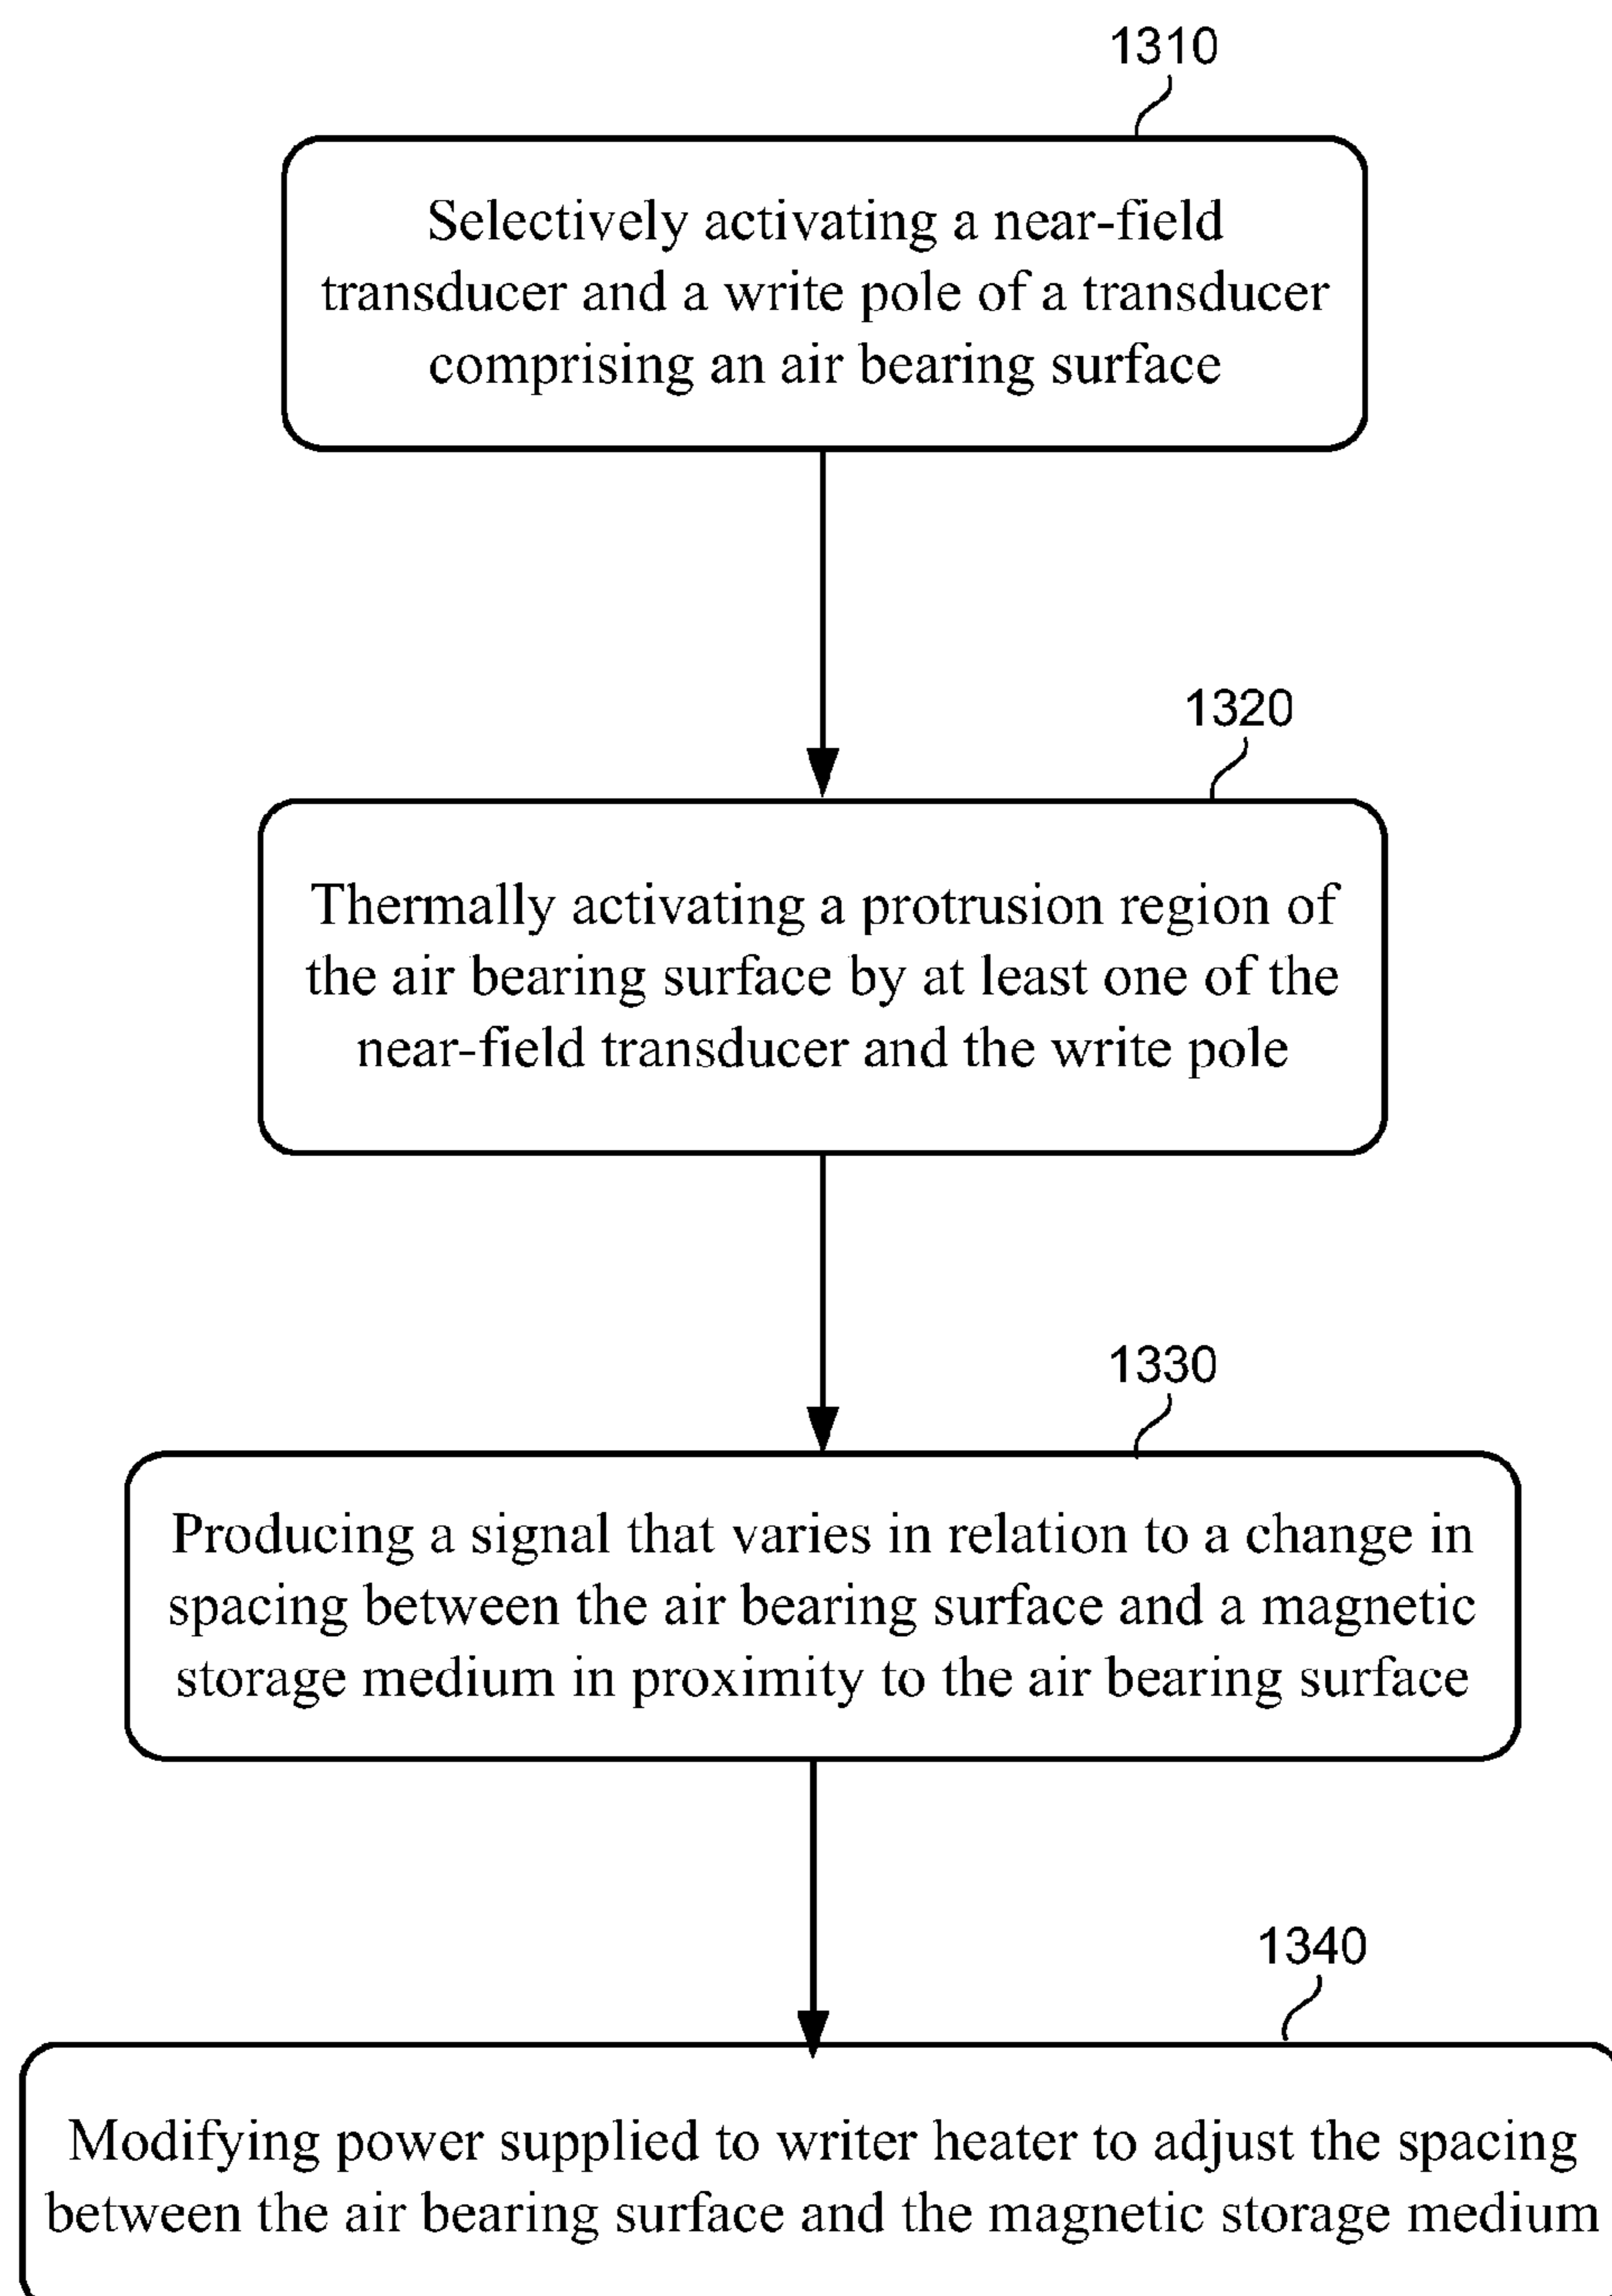 1310
Selectively activating a near-field
transducer and a write pole of a transducer
comprising an air bearing surface
1320
Thermally activating a protrusion region of
the air bearing surface by at least one of the
near-field transducer and the write pole
1330
Producing a signal that varies in relation to a change in
spacing between the air bearing surface and a magnetic
storage medium in proximity to the air bearing surface
1340
Modifying power supplied to writer heater to adjust the spacing
between the air bearing surface and the magnetic storage medium